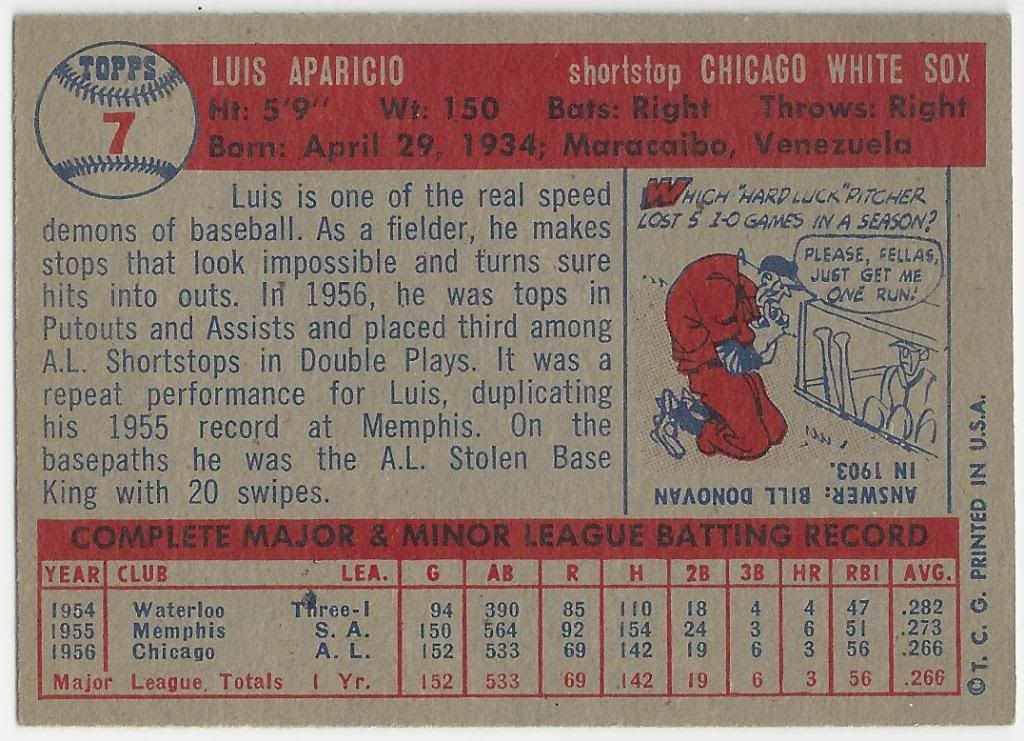 TOPPS
7
LUIS APARICIO shortstop CHICAGO WHITE SOX
Ht: 5'9" Wt: 150 Bats: Right Throws: Right
Born: April 29, 1934; Maracaibo, Venezuela
Luis is one of the real speed
demons of baseball. As a fielder, he makes
stops that look impossible and turns sure
hits into outs. In 1956, he was tops in
Putouts and Assists and placed third among
A.L. Shortstops in Double Plays. It was a
repeat performance for Luis, duplicating
his 1955 record at Memphis. On the
basepaths he was the A.L. Stolen Base
King with 20 swipes.
WHICH "HARD LUCK" PITCHER
LOST 5 1-0 GAMES IN A SEASON?
PLEASE, FELLAS,
JUST GET ME
ONE RUN!
ANSWER: BILL DONOVAN
IN 1903.
COMPLETE MAJOR & MINOR LEAGUE BATTING RECORD
YEAR CLUB LEA. G AB R H 2B 3B HR RBI AVG.
1954 Waterloo Three-I 94 390 85 110 18 4 4 47 .282
1955 Memphis S. A. 150 564 92 154 24 3 6 51 .273
1956 Chicago A. L. 152 533 69 142 19 6 3 56 .266
Major League Totals 1 Yr. 152 533 69 142 19 6 3 56 .266
© T. C. G. PRINTED IN U.S.A.